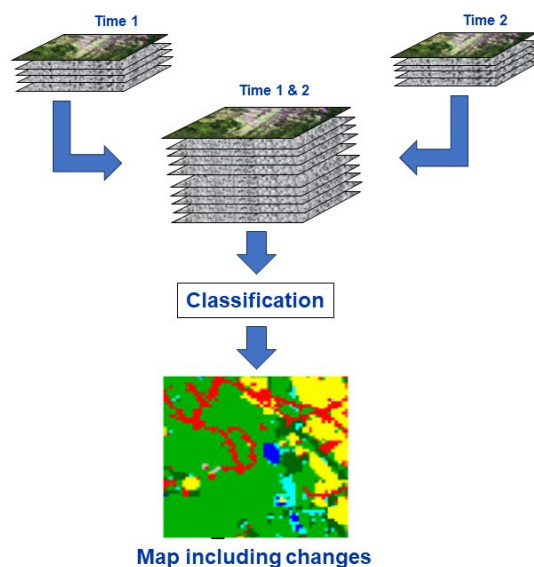 Time 1
Time 2
Time 1 & 2
Classification
Map including changes